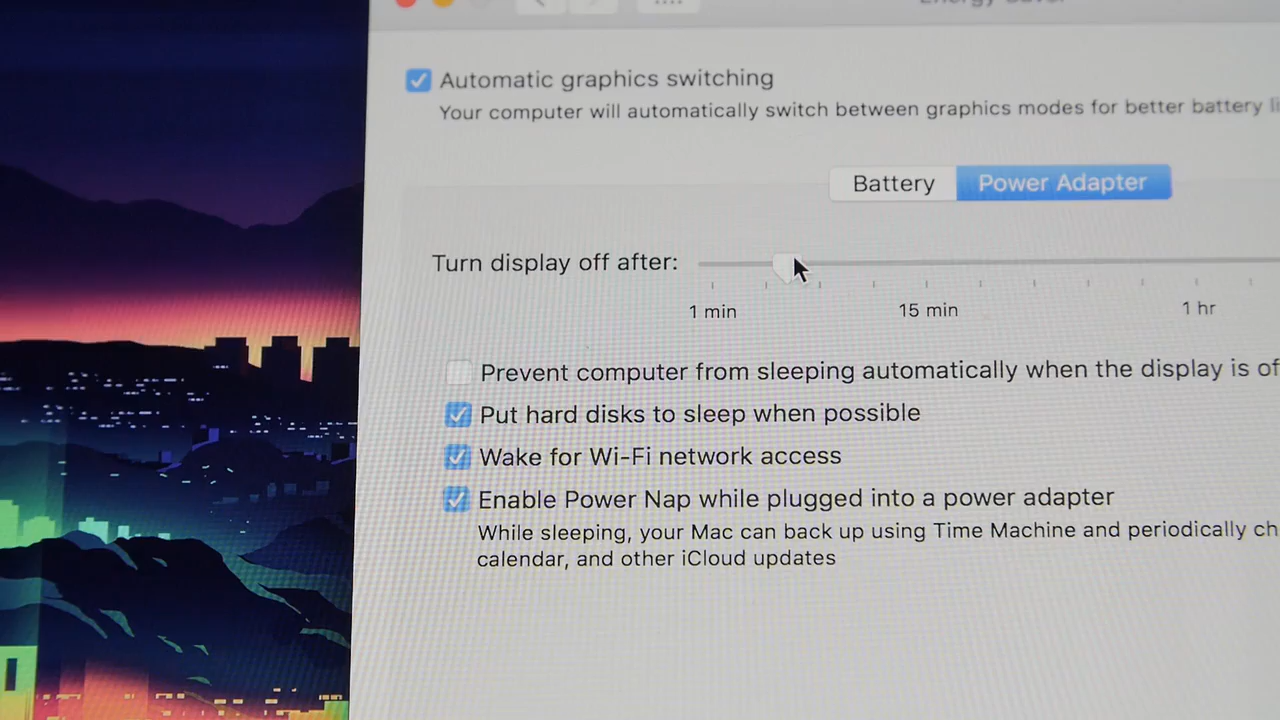 Energy Saver
Automatic graphics switching
Your computer will automatically switch between graphics modes for better battery
Battery Power Adapter
Turn display off after:
1 min 15 min 1 hr
Prevent computer from sleeping automatically when the display is
Put hard disks to sleep when possible
Wake for Wi-Fi network access
Enable Power Nap while plugged into a power adapter
While sleeping, your Mac can back up using Time Machine and periodically
calendar, and other iCloud updates